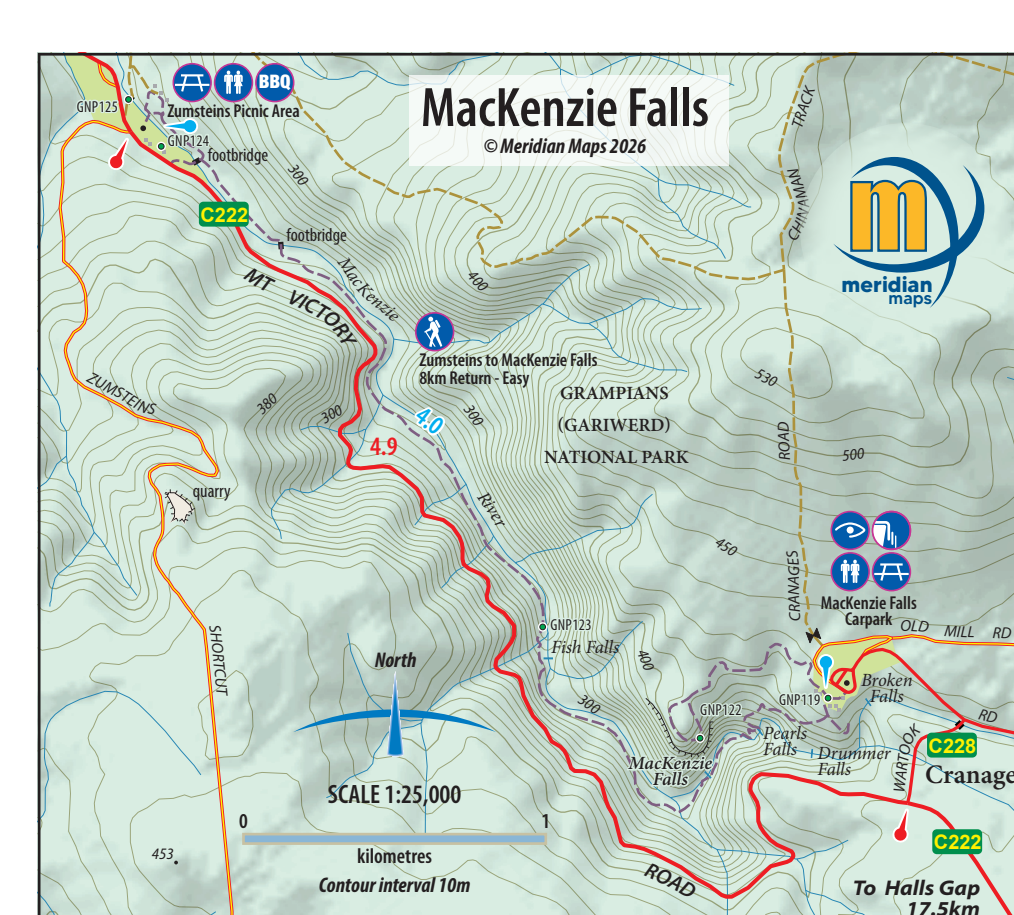 MacKenzie Falls
© Meridian Maps 2026
BBQ
Zumsteins Picnic Area
GNP125
GNP124
footbridge
C222
footbridge
300
MT VICTORY
MacKenzie
400
TRACK
CHINAMAN
m
meridian
maps
Zumsteins to MacKenzie Falls
8km Return - Easy
GRAMPIANS
(GARIWERD)
NATIONAL PARK
530
ZUMSTEINS
380
300
4.0
300
4.9
ROAD
500
quarry
River
450
CRANAGES
MacKenzie Falls
Carpark
OLD MILL RD
SHORTCUT
GNP123
Fish Falls
North
400
300
GNP119
Broken
Falls
GNP122
RD
Pearls
Falls
Drummer
Falls
WARTOOK
C228
Cranage
MacKenzie
Falls
SCALE 1:25,000
0
1
kilometres
Contour interval 10m
453
C222
ROAD
To Halls Gap
17.5km